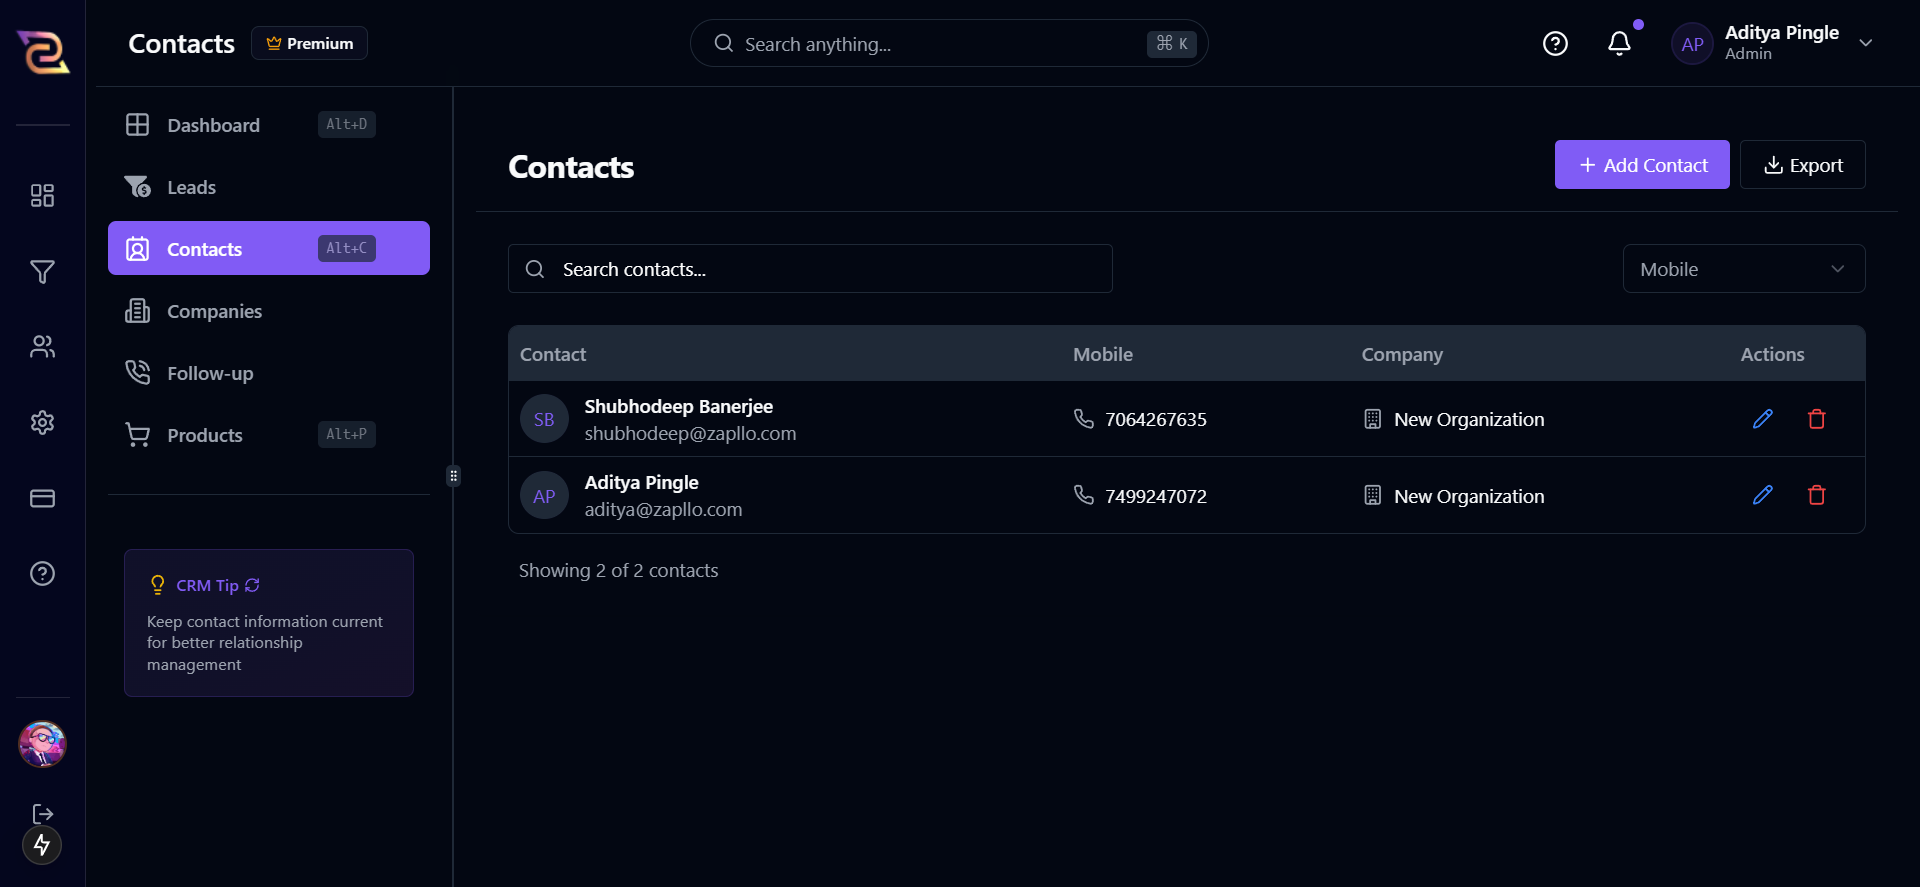 Contacts
Premium
Search anything...
⌘ K
AP
Aditya Pingle
Admin
Dashboard
Alt+D
Leads
Contacts
Alt+C
Companies
Follow-up
Products
Alt+P
CRM Tip
Keep contact information current
for better relationship
management
Contacts
+ Add Contact
Export
Search contacts...
Mobile
Contact Mobile Company Actions
SB
Shubhodeep Banerjee
shubhodeep@zapllo.com
7064267635
New Organization
AP
Aditya Pingle
aditya@zapllo.com
7499247072
New Organization
Showing 2 of 2 contacts